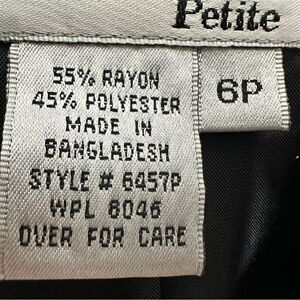 Petite
6P
55% RAYON
45% POLYESTER
MADE IN
BANGLADESH
STYLE # 6457P
WPL 8046
OVER FOR CARE